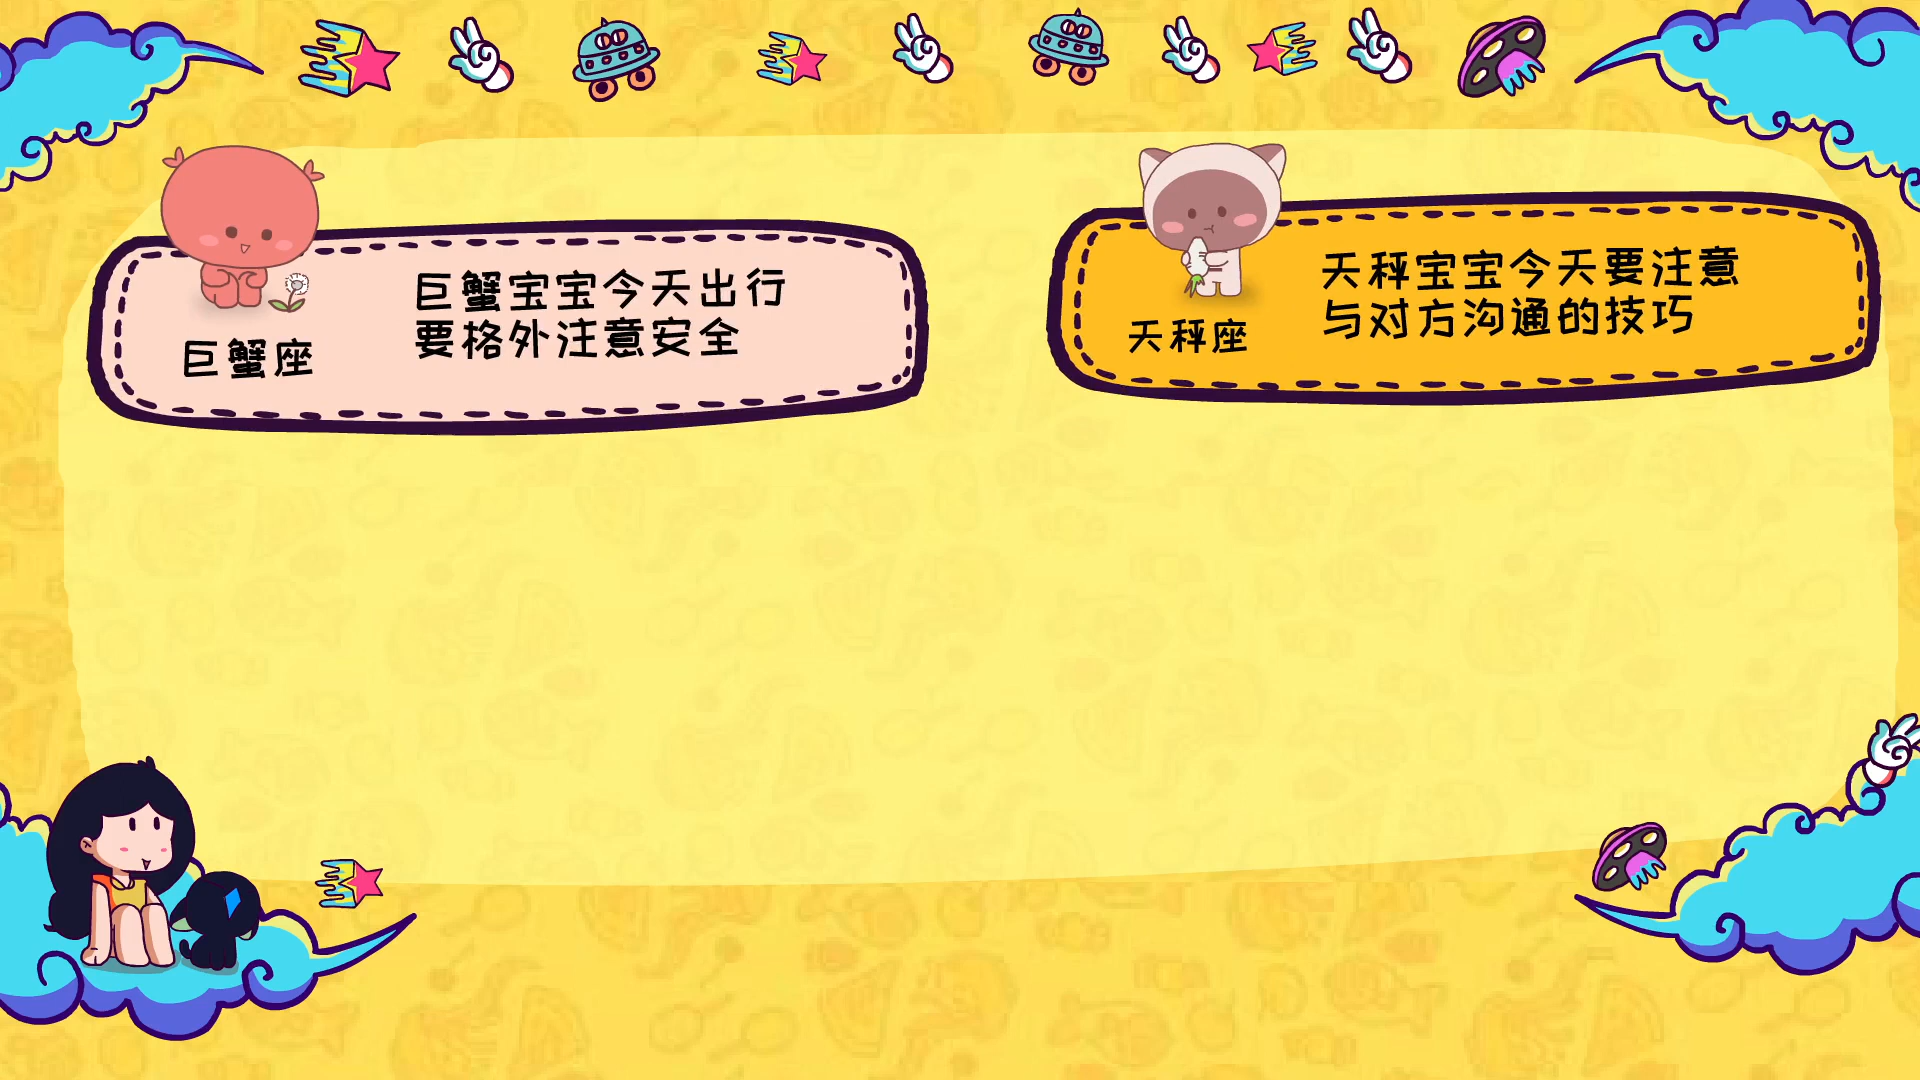 巨蟹宝宝今天出行
要格外注意安全
巨蟹座
天秤宝宝今天要注意
与对方沟通的技巧
天秤座